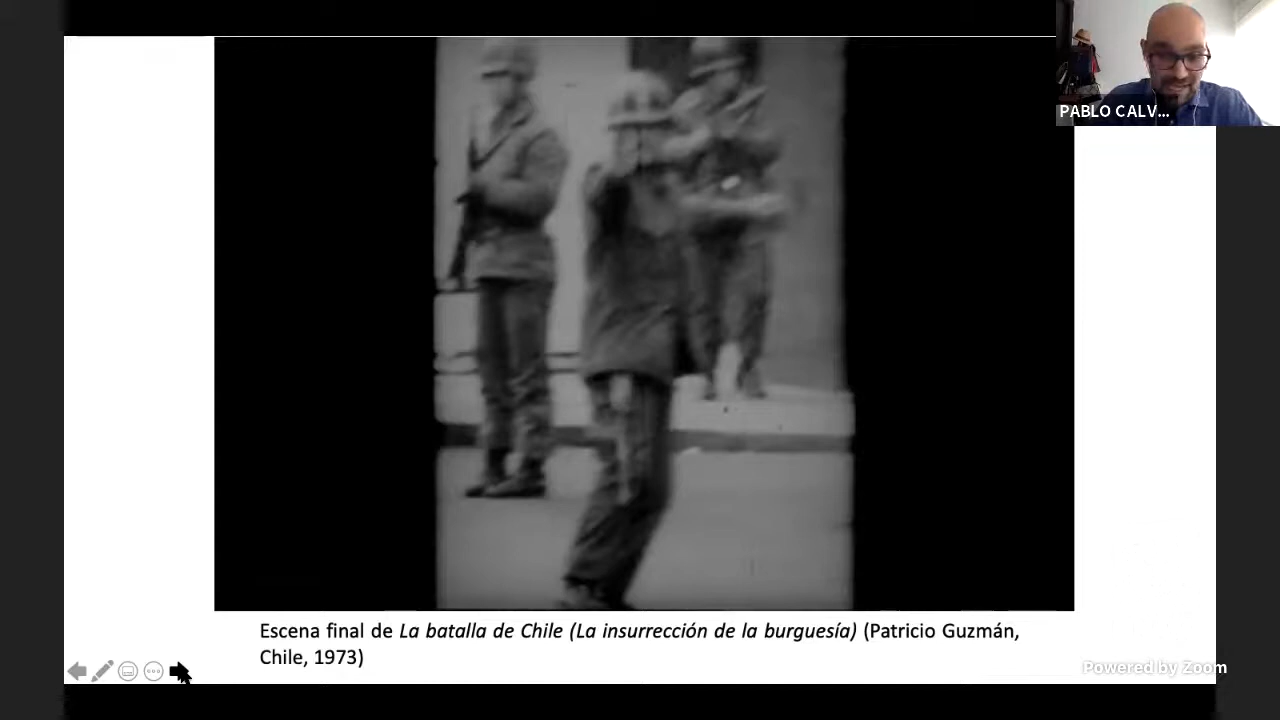 PABLO CALV...
Escena final de La batalla de Chile (La insurrección de la burguesía) (Patricio Guzmán,
Chile, 1973)
Powered by Zoom